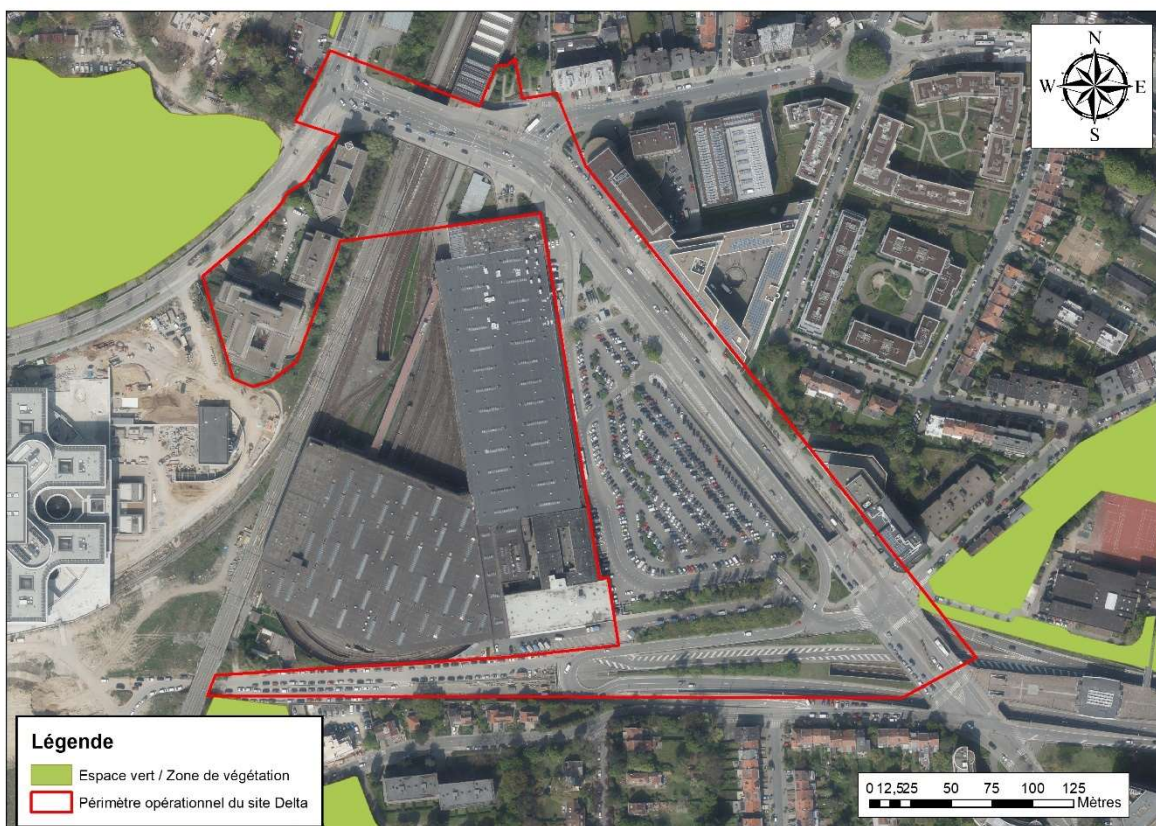 N
W E
S
Légende
Espace vert / Zone de végétation
Périmètre opérationnel du site Delta
0 12,525 50 75 100 125
Mètres